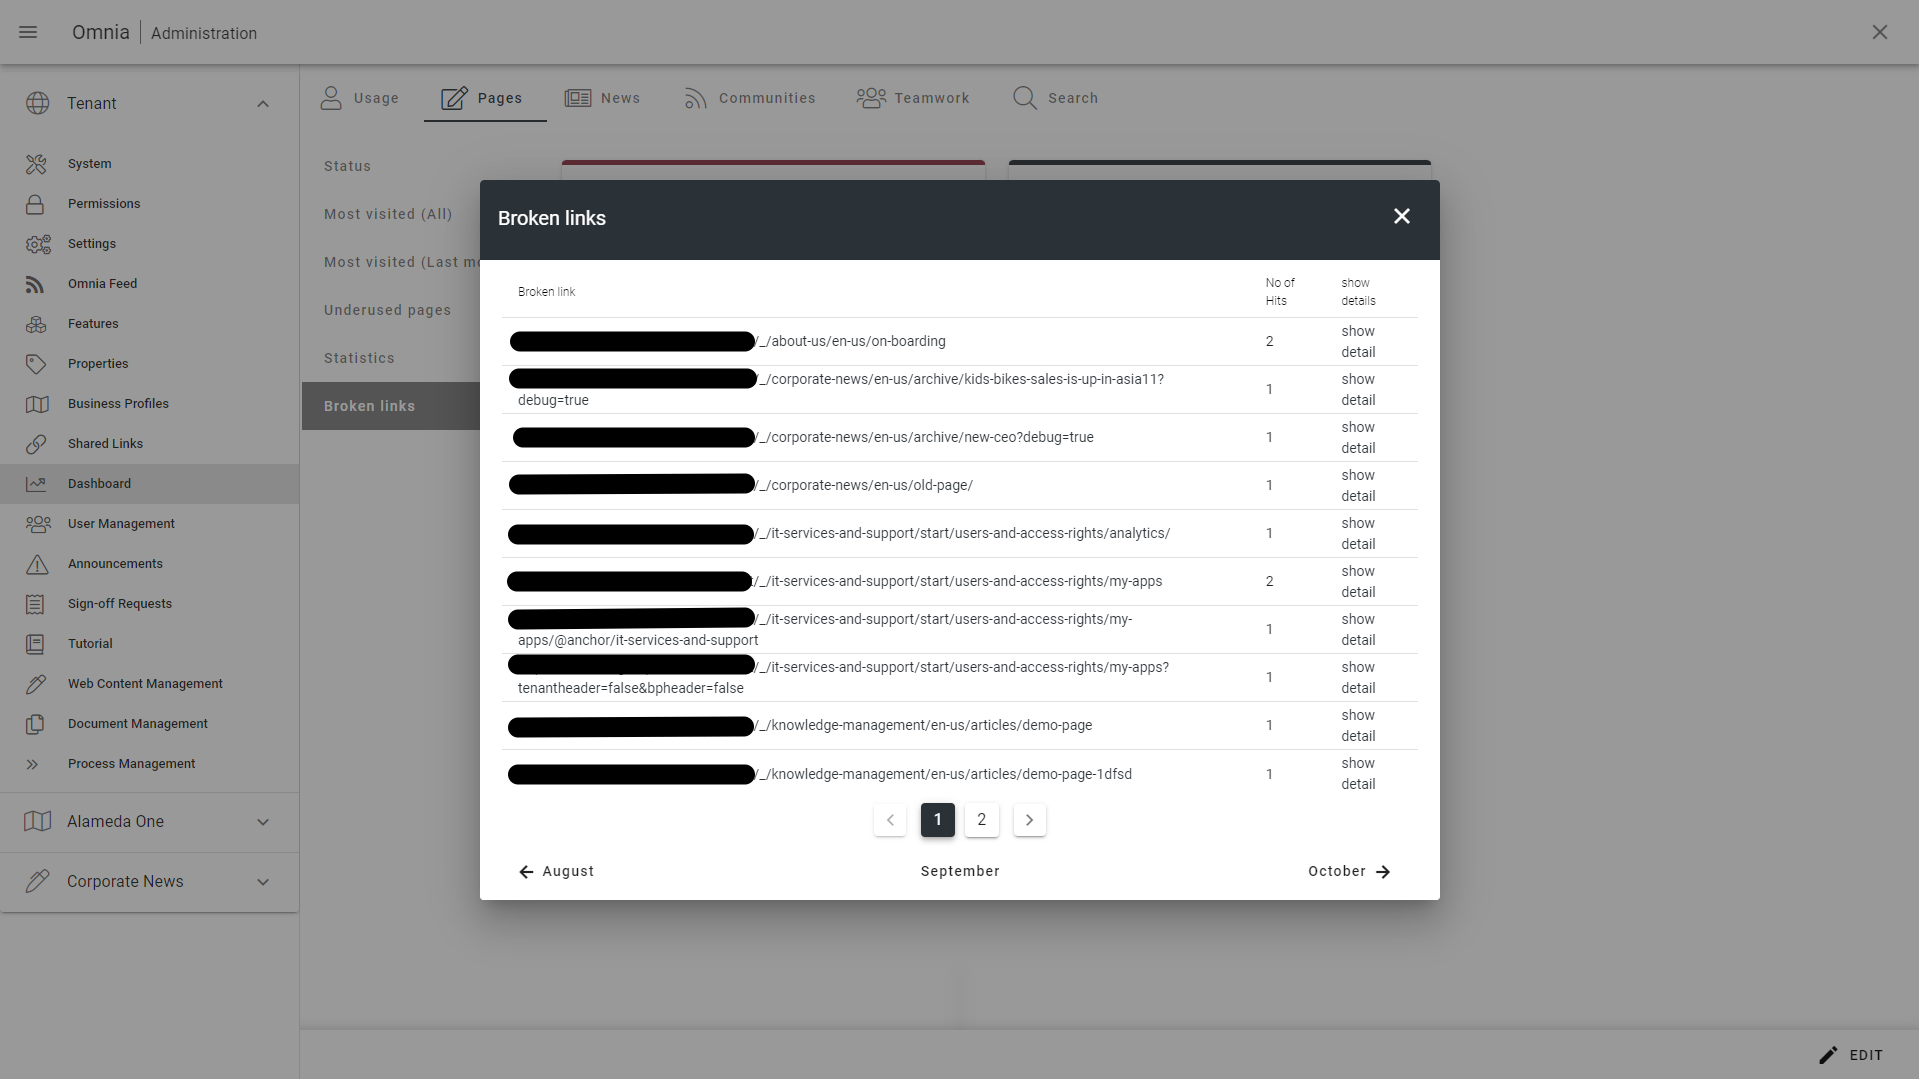 Omnia | Administration
Tenant
System
Permissions
Settings
Omnia Feed
Features
Properties
Business Profiles
Shared Links
Dashboard
User Management
Announcements
Sign-off Requests
Tutorial
Web Content Management
Document Management
Process Management
Alameda One
Corporate News
Usage Pages News Communities Teamwork Search
Status
Most visited (All)
Most visited (Last m
Underused pages
Statistics
Broken links
Broken links
Broken link No of Hits show details
/_/about-us/en-us/on-boarding 2 show detail
/_/corporate-news/en-us/archive/kids-bikes-sales-is-up-in-asia11?
debug=true 1 show detail
/_/corporate-news/en-us/archive/new-ceo?debug=true 1 show detail
/_/corporate-news/en-us/old-page/ 1 show detail
/_/it-services-and-support/start/users-and-access-rights/analytics/ 1 show detail
/_/it-services-and-support/start/users-and-access-rights/my-apps 2 show detail
/_/it-services-and-support/start/users-and-access-rights/my-
apps/@anchor/it-services-and-support 1 show detail
/_/it-services-and-support/start/users-and-access-rights/my-apps?
tenantheader=false&bpheader=false 1 show detail
/_/knowledge-management/en-us/articles/demo-page 1 show detail
/_/knowledge-management/en-us/articles/demo-page-1dfsd 1 show detail
1 2
August September October
EDIT